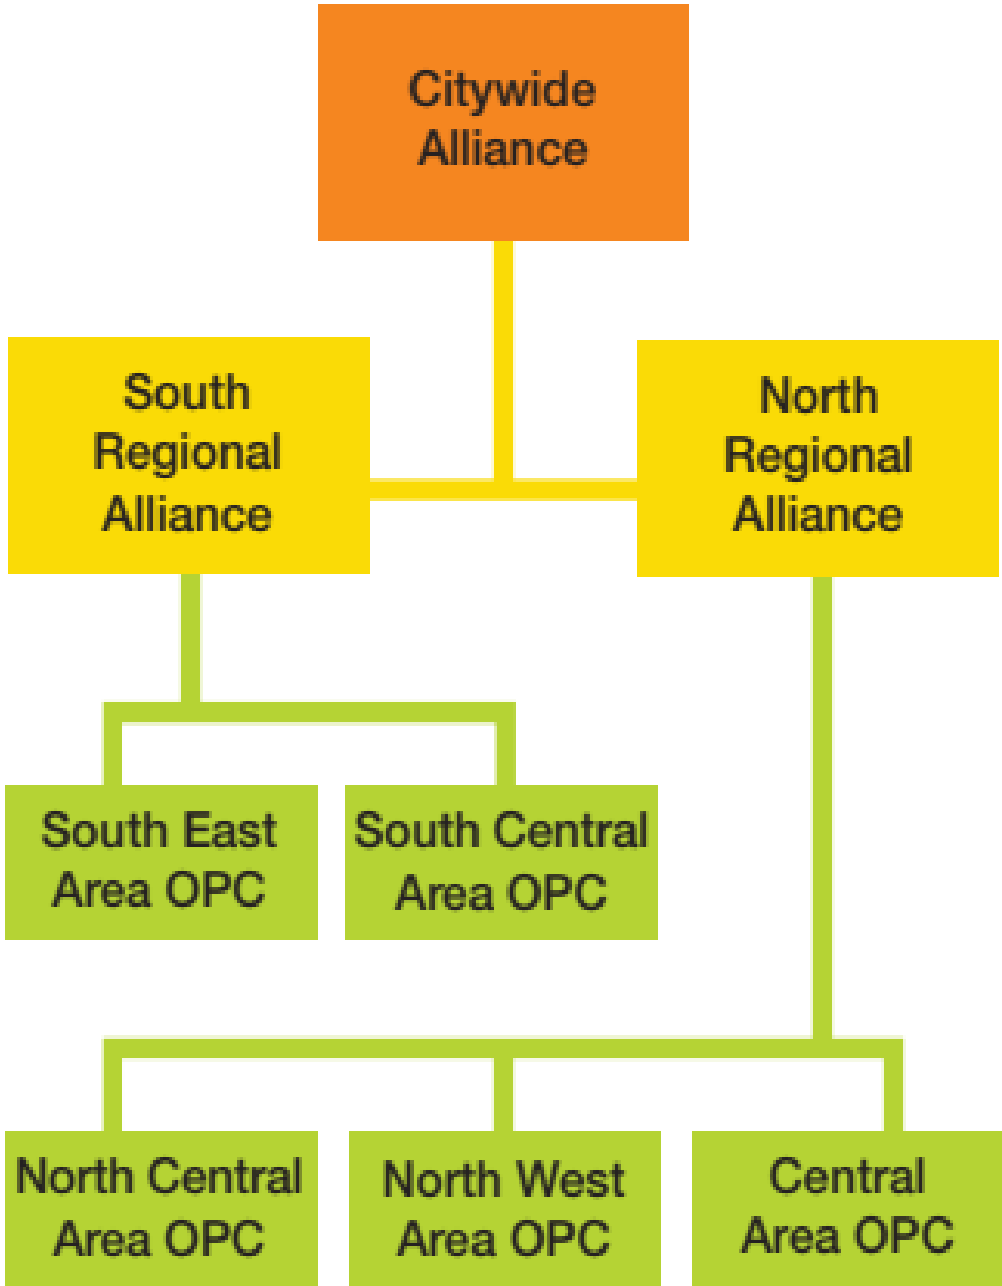 Citywide
Alliance
South
Regional
Alliance
North
Regional
Alliance
South East
Area OPC
South Central
Area OPC
North Central
Area OPC
North West
Area OPC
Central
Area OPC